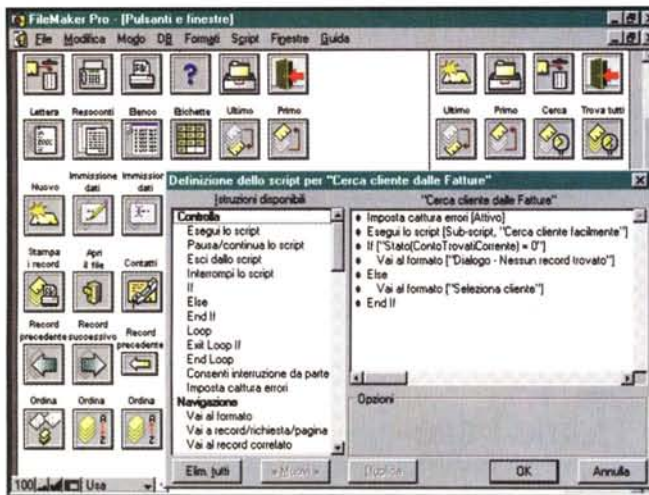 FileMaker Pro - [Pulsanti e finestre]
File Modifica Modo DB Formati Script Finestre Guida
Lettera Resoconti Elenco Etichette Ultimo Primo
Ultimo Primo Cerca Trova tutti
Nuovo Immissione dati Immission dati
Stampa i record Apri il file Contatti
Record precedente Record successivo Record precedente
Ordina Ordina Ordina
Definizione dello script per "Cerca cliente dalle Fatture"
Istruzioni disponibili
Controlla
Esegui lo script
Pausa/continua lo script
Esci dallo script
Interrompi lo script
If
Else
End If
Loop
Exit Loop If
End Loop
Consenti interruzione da parte
Imposta cattura errori
Navigazione
Vai al formato
Vai a record/richiesta/pagina
Vai al record correlato
"Cerca cliente dalle Fatture"
Imposta cattura errori [Attivo]
Esegui lo script [Sub-script, "Cerca cliente facilmente"]
If ["Stato(ContoTrovatiCorrente) = 0"]
Vai al formato ["Dialogo - Nessun record trovato"]
Else
Vai al formato ["Seleziona cliente"]
End If
Opzioni
Elim. tutti
» Muovi »
Duplica
OK
Annulla
100
Usa